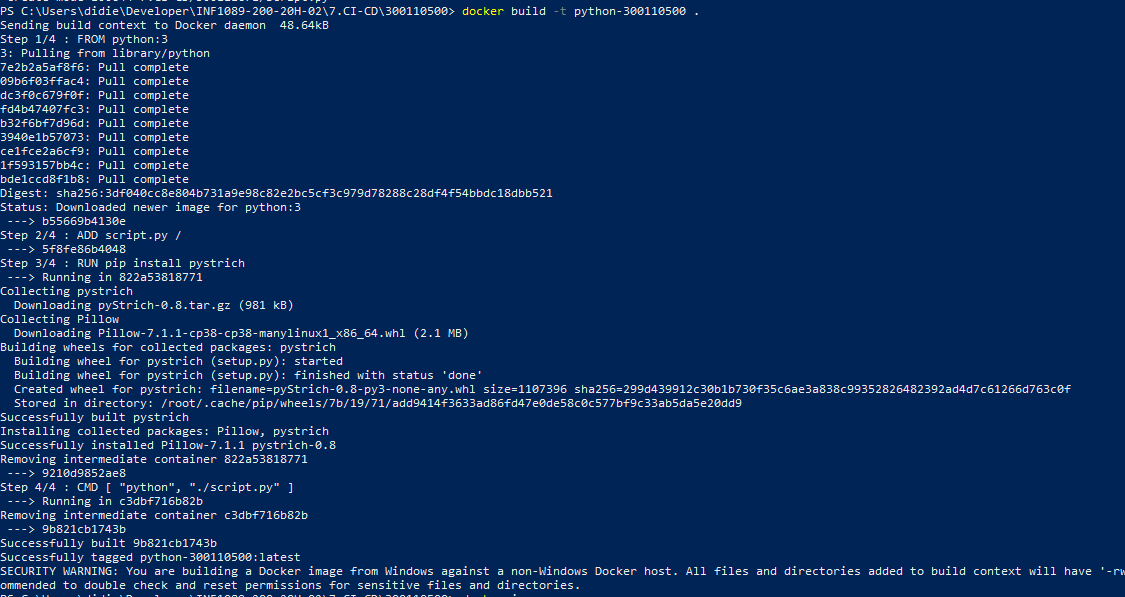 PS C:\Users\didie\Developer\INF1089-200-20H-02\7.CI-CD\300110500> docker build -t python-300110500 .
Sending build context to Docker daemon  48.64kB
Step 1/4 : FROM python:3
3: Pulling from library/python
7e2b2a5af8f6: Pull complete
09b6f03ffac4: Pull complete
dc3f0c679f0f: Pull complete
fd4b47407fc3: Pull complete
b32f6bf7d96d: Pull complete
3940e1b57073: Pull complete
ce1fce2a6cf9: Pull complete
1f593157bb4c: Pull complete
bde1ccd8f1b8: Pull complete
Digest: sha256:3df040cc8e804b731a9e98c82e2bc5cf3c979d78288c28df4f54bbdc18dbb521
Status: Downloaded newer image for python:3
 ---> b55669b4130e
Step 2/4 : ADD script.py /
 ---> 5f8fe86b4048
Step 3/4 : RUN pip install pystrich
 ---> Running in 822a53818771
Collecting pystrich
  Downloading pyStrich-0.8.tar.gz (981 kB)
Collecting Pillow
  Downloading Pillow-7.1.1-cp38-cp38-manylinux1_x86_64.whl (2.1 MB)
Building wheels for collected packages: pystrich
  Building wheel for pystrich (setup.py): started
  Building wheel for pystrich (setup.py): finished with status 'done'
  Created wheel for pystrich: filename=pyStrich-0.8-py3-none-any.whl size=1107396 sha256=299d439912c30b1b730f35c6ae3a838c99352826482392ad4d7c61266d763c0f
  Stored in directory: /root/.cache/pip/wheels/7b/19/71/add9414f3633ad86fd47e0de58c0c577bf9c33ab5da5e20dd9
Successfully built pystrich
Installing collected packages: Pillow, pystrich
Successfully installed Pillow-7.1.1 pystrich-0.8
Removing intermediate container 822a53818771
 ---> 9210d9852ae8
Step 4/4 : CMD [ "python", "./script.py" ]
 ---> Running in c3dbf716b82b
Removing intermediate container c3dbf716b82b
 ---> 9b821cb1743b
Successfully built 9b821cb1743b
Successfully tagged python-300110500:latest
SECURITY WARNING: You are building a Docker image from Windows against a non-Windows Docker host. All files and directories added to build context will have '-rw
ommended to double check and reset permissions for sensitive files and directories.